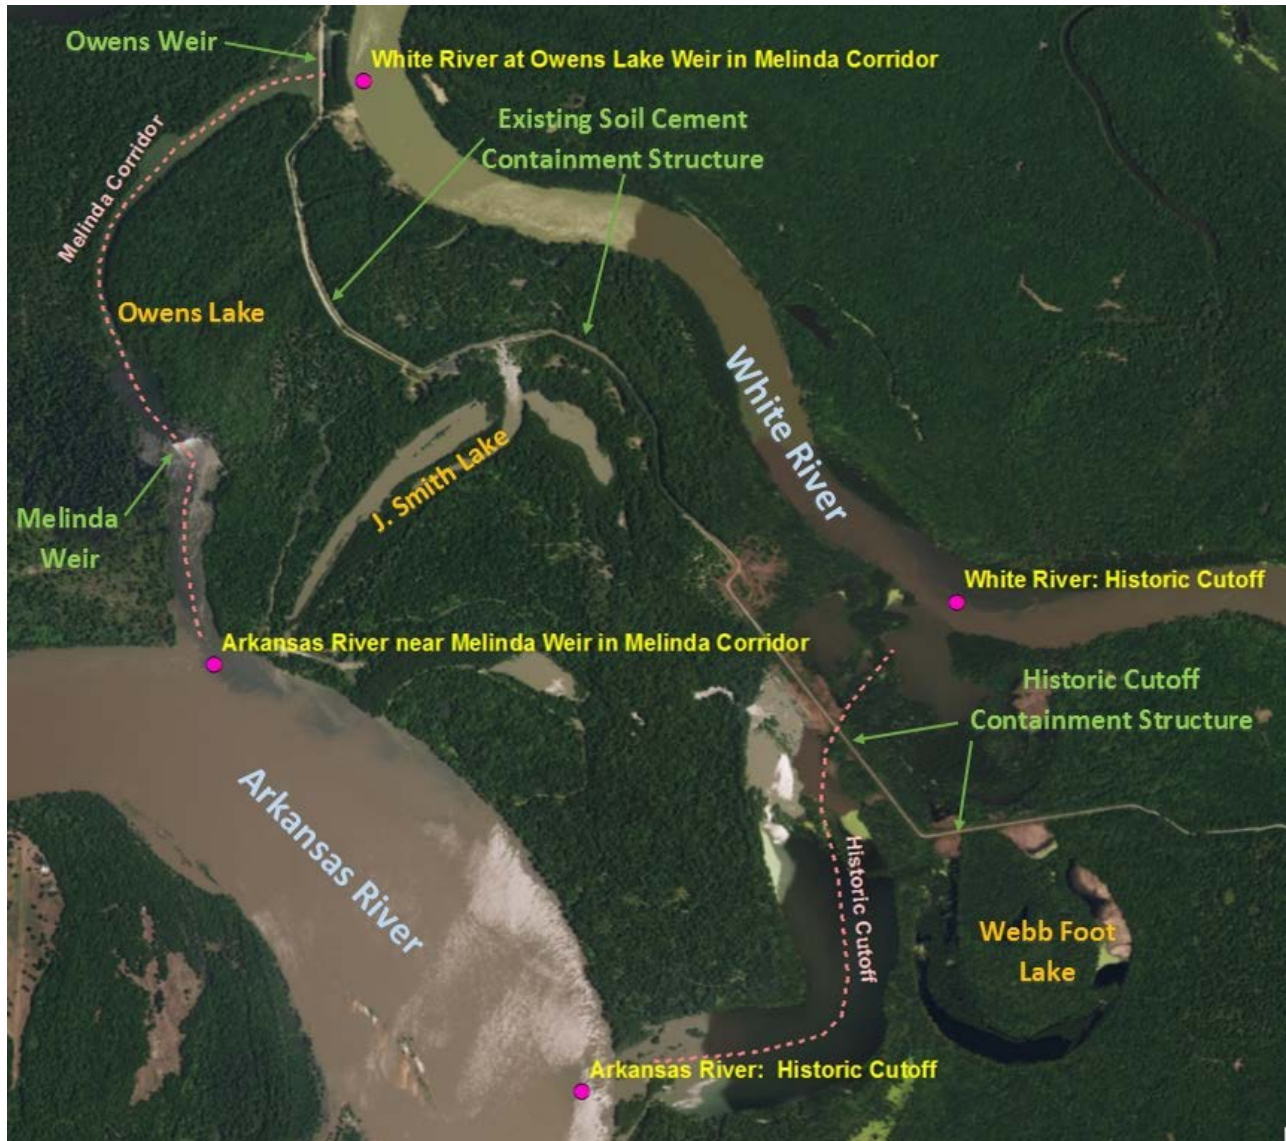 Owens Weir
White River at Owens Lake Weir in Melinda Corridor
Existing Soil Cement
Containment Structure
Melinda Corridor
Owens Lake
White River
J. Smith Lake
Melinda
Weir
White River: Historic Cutoff
Arkansas River near Melinda Weir in Melinda Corridor
Historic Cutoff
Containment Structure
Arkansas River
Historic Cutoff
Webb Foot
Lake
Arkansas River: Historic Cutoff